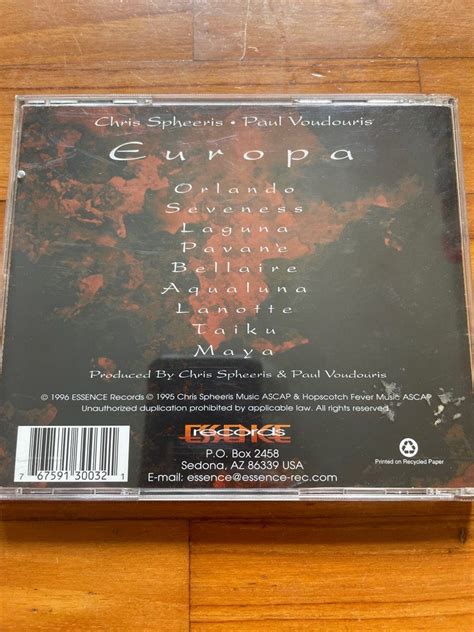 Chris Spheeris • Paul Voudouris
Europa
Orlando
Seveness
Laguna
Pavane
Bellaire
Aqualuna
Lanotte
Taiku
Maya
Produced By Chris Spheeris & Paul Voudouris
© 1996 ESSENCE Records © 1995 Chris Spheeris Music ASCAP & Hopscotch Fever Music ASCAP
Unauthorized duplication prohibited by applicable law. All rights reserved
ESSENCE
records
P.O. Box 2458
Sedona, AZ 86339 USA
E-mail: essence@essence-rec.com
7 67591 30032 1
Printed on Recycled Paper